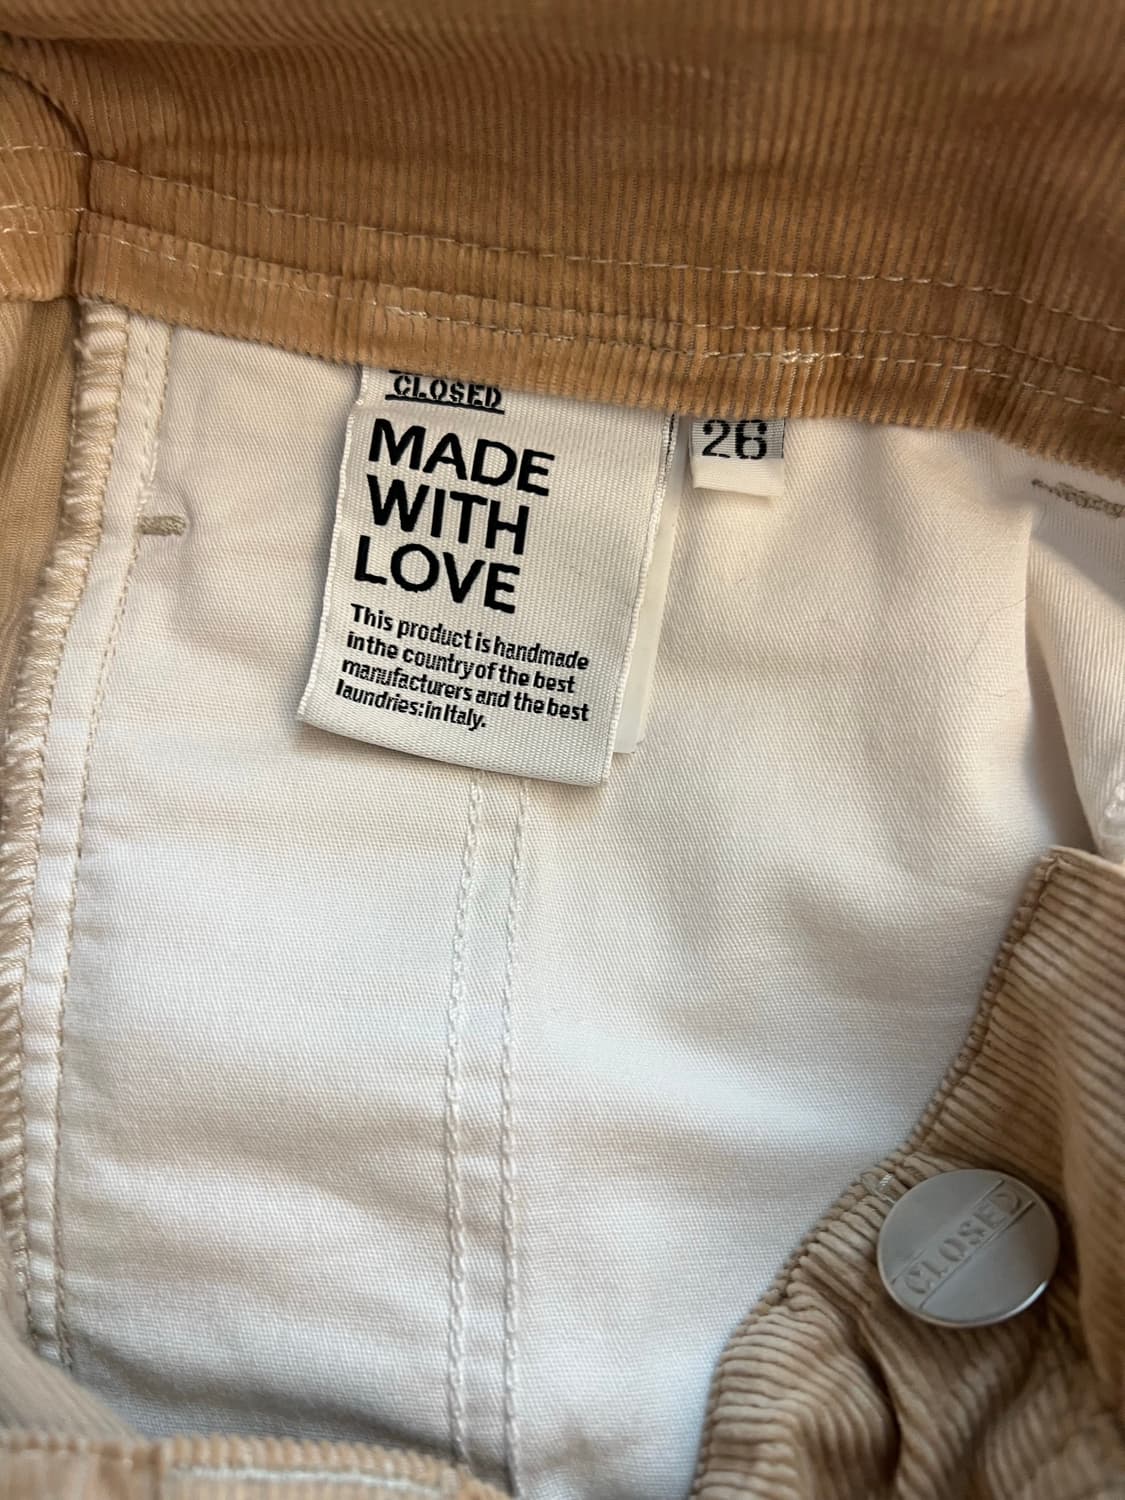 CLOSED
MADE
WITH
LOVE
This product is handmade
in the country of the best
manufacturers and the best
laundries: in Italy.
26
CLOSED